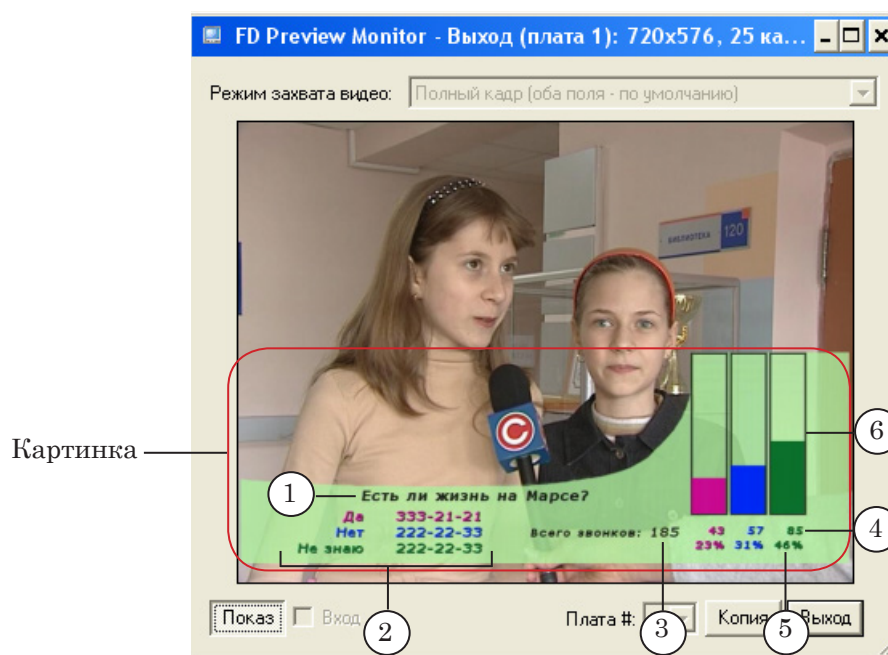 FD Preview Monitor - Выход (плата 1): 720x576, 25 ка...
Режим захвата видео: Полный кадр (оба поля - по умолчанию)
БИБЛИОТЕКА 120
Картинка
6
1 Есть ли жизнь на Марсе?
Да 333-21-21
Нет 222-22-33
Не знаю 222-22-33
Всего звонков: 185
43 57 85
23% 31% 46%
4
Показ Вход 2 Плата #: 3 Копия 5 Выход